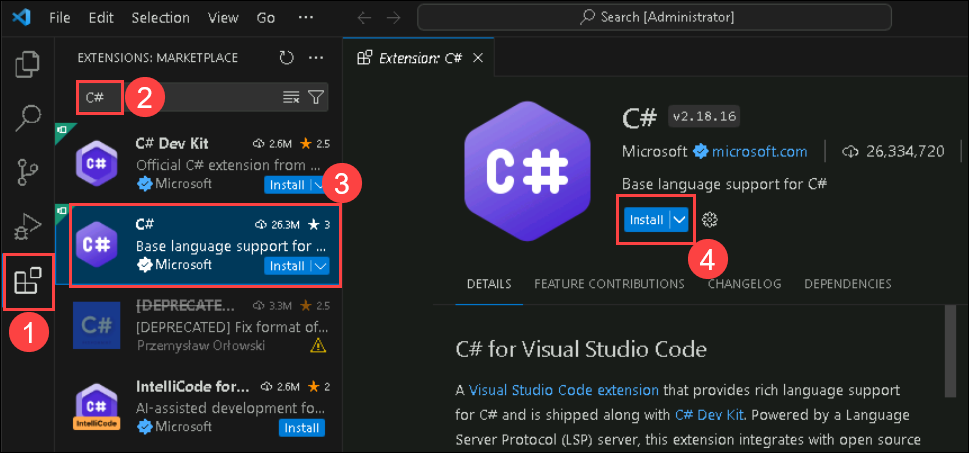 File Edit Selection View Go ··· Search [Administrator]
EXTENSIONS: MARKETPLACE ···
C# 2
C# Dev Kit 2.6M ★ 2.5
Official C# extension from ...
Microsoft Install 3
C# 26.3M ★ 3
Base language support for ...
Microsoft Install
1
[DEPRECATE... 3.3M ★ 2.5
C#
[DEPRECATED] Fix format of...
Przemysław Orłowski
IntelliCode for... 2.6M ★ 2
C#
AI-assisted development fo...
IntelliCode
Microsoft Install
Extension: C#
C#
C# v2.18.16
Microsoft microsoft.com 26,334,720
Base language support for C#
Install
4
DETAILS FEATURE CONTRIBUTIONS CHANGELOG DEPENDENCIES
C# for Visual Studio Code
A Visual Studio Code extension that provides rich language support
for C# and is shipped along with C# Dev Kit. Powered by a Language
Server Protocol (LSP) server, this extension integrates with open source